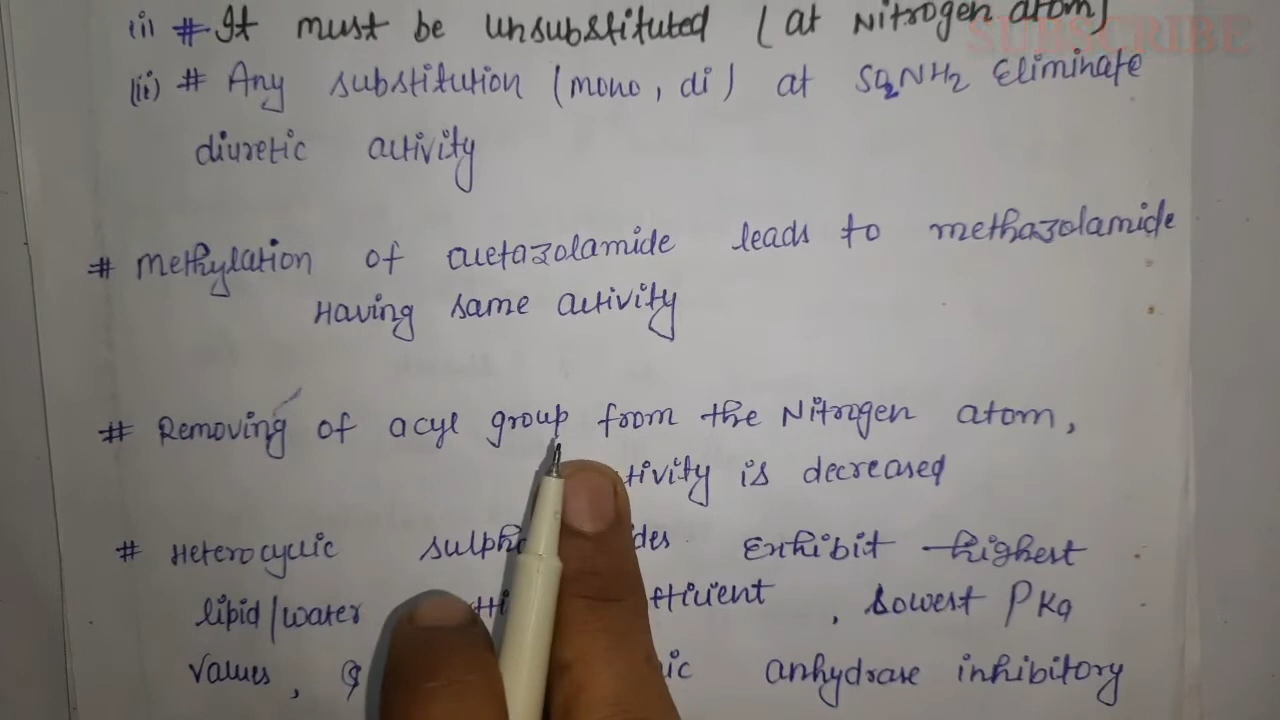 (i) # It must be unsubstituted (at Nitrogen atom)
SUBSCRIBE
(ii) # Any substitution (mono, di) at SO2NH2 Eliminate
diuretic activity
# Methylation of acetazolamide leads to methazolamide
Having same activity
# Removing of acyl group from the Nitrogen atom,
tivity is decreased
# Heterocyclic sulpho des Exhibit highest
lipid/water fficient , Lowest PKa
values, & ic anhydrase inhibitory